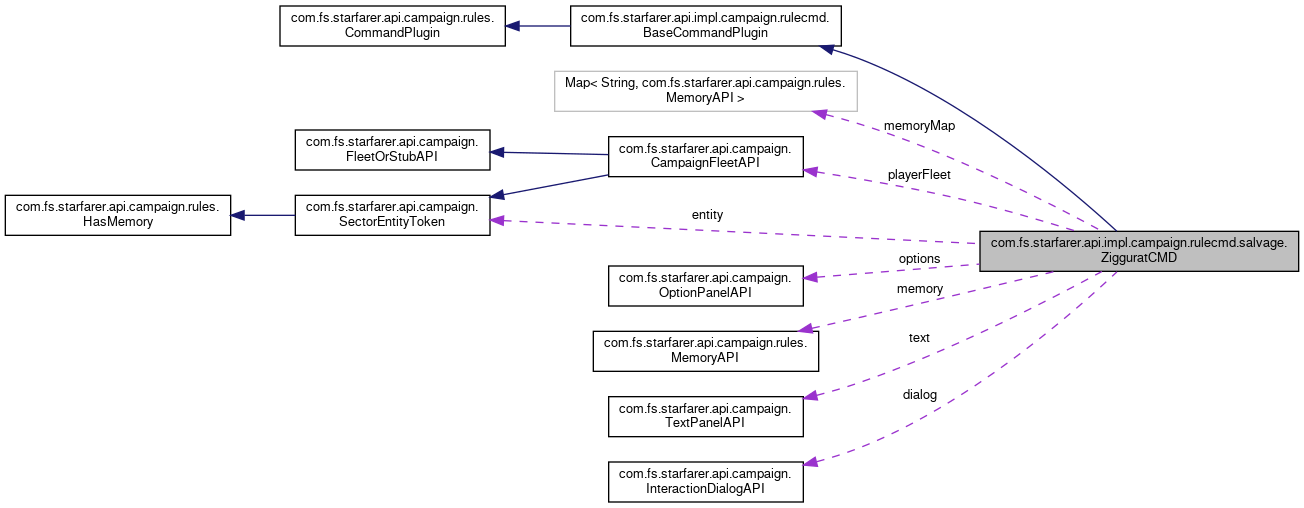 com.fs.starfarer.api.campaign.rules.
CommandPlugin
com.fs.starfarer.api.impl.campaign.rulecmd.
BaseCommandPlugin
Map< String, com.fs.starfarer.api.campaign.rules.
MemoryAPI >
memoryMap
com.fs.starfarer.api.campaign.
FleetOrStubAPI
com.fs.starfarer.api.campaign.
CampaignFleetAPI
playerFleet
com.fs.starfarer.api.campaign.rules.
HasMemory
com.fs.starfarer.api.campaign.
SectorEntityToken
entity
com.fs.starfarer.api.impl.campaign.rulecmd.salvage.
ZigguratCMD
options
com.fs.starfarer.api.campaign.
OptionPanelAPI
memory
com.fs.starfarer.api.campaign.rules.
MemoryAPI
text
com.fs.starfarer.api.campaign.
TextPanelAPI
dialog
com.fs.starfarer.api.campaign.
InteractionDialogAPI